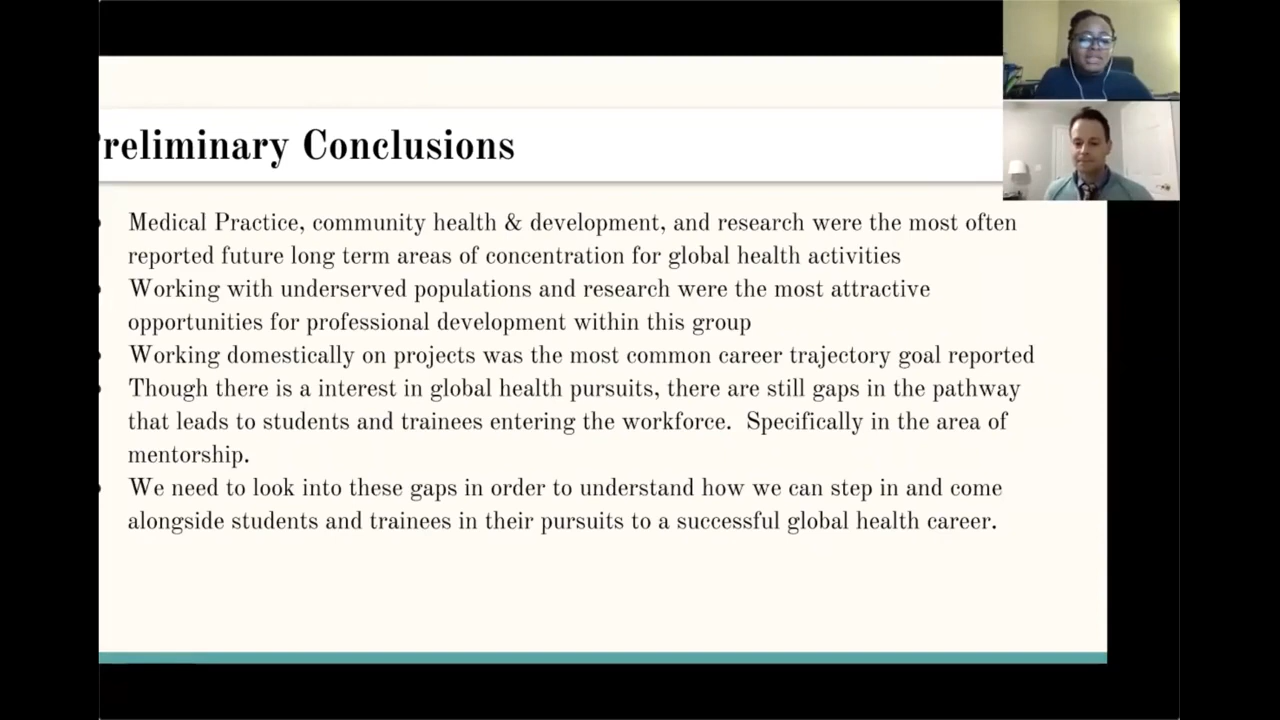 reliminary Conclusions
Medical Practice, community health & development, and research were the most often
reported future long term areas of concentration for global health activities
Working with underserved populations and research were the most attractive
opportunities for professional development within this group
Working domestically on projects was the most common career trajectory goal reported
Though there is a interest in global health pursuits, there are still gaps in the pathway
that leads to students and trainees entering the workforce.  Specifically in the area of
mentorship.
We need to look into these gaps in order to understand how we can step in and come
alongside students and trainees in their pursuits to a successful global health career.